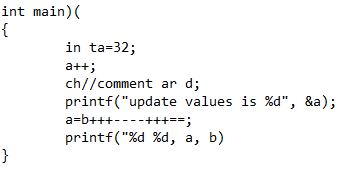 int main)(
{
in ta=32;
a++;
ch//comment ar d;
printf("update values is %d", &a);
a=b+++----+++==;
printf("%d %d, a, b)
}